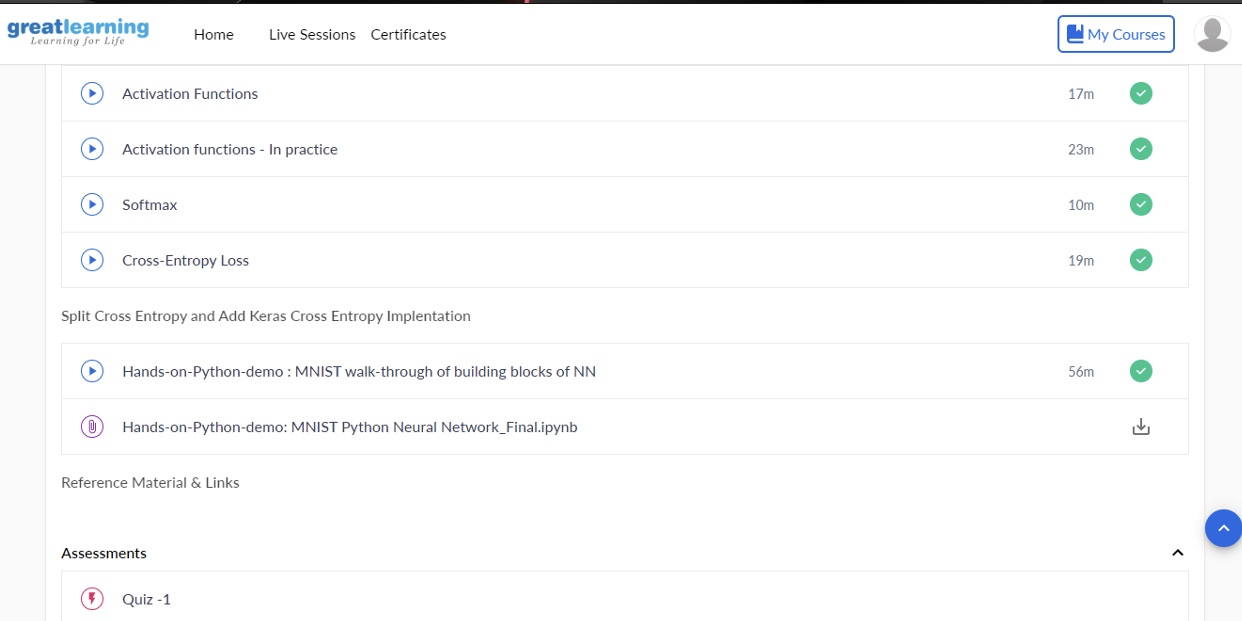 greatlearning
Learning for Life
Home Live Sessions Certificates My Courses
Activation Functions 17m
Activation functions - In practice 23m
Softmax 10m
Cross-Entropy Loss 19m
Split Cross Entropy and Add Keras Cross Entropy Implentation
Hands-on-Python-demo : MNIST walk-through of building blocks of NN 56m
Hands-on-Python-demo: MNIST Python Neural Network_Final.ipynb
Reference Material & Links
Assessments
Quiz -1